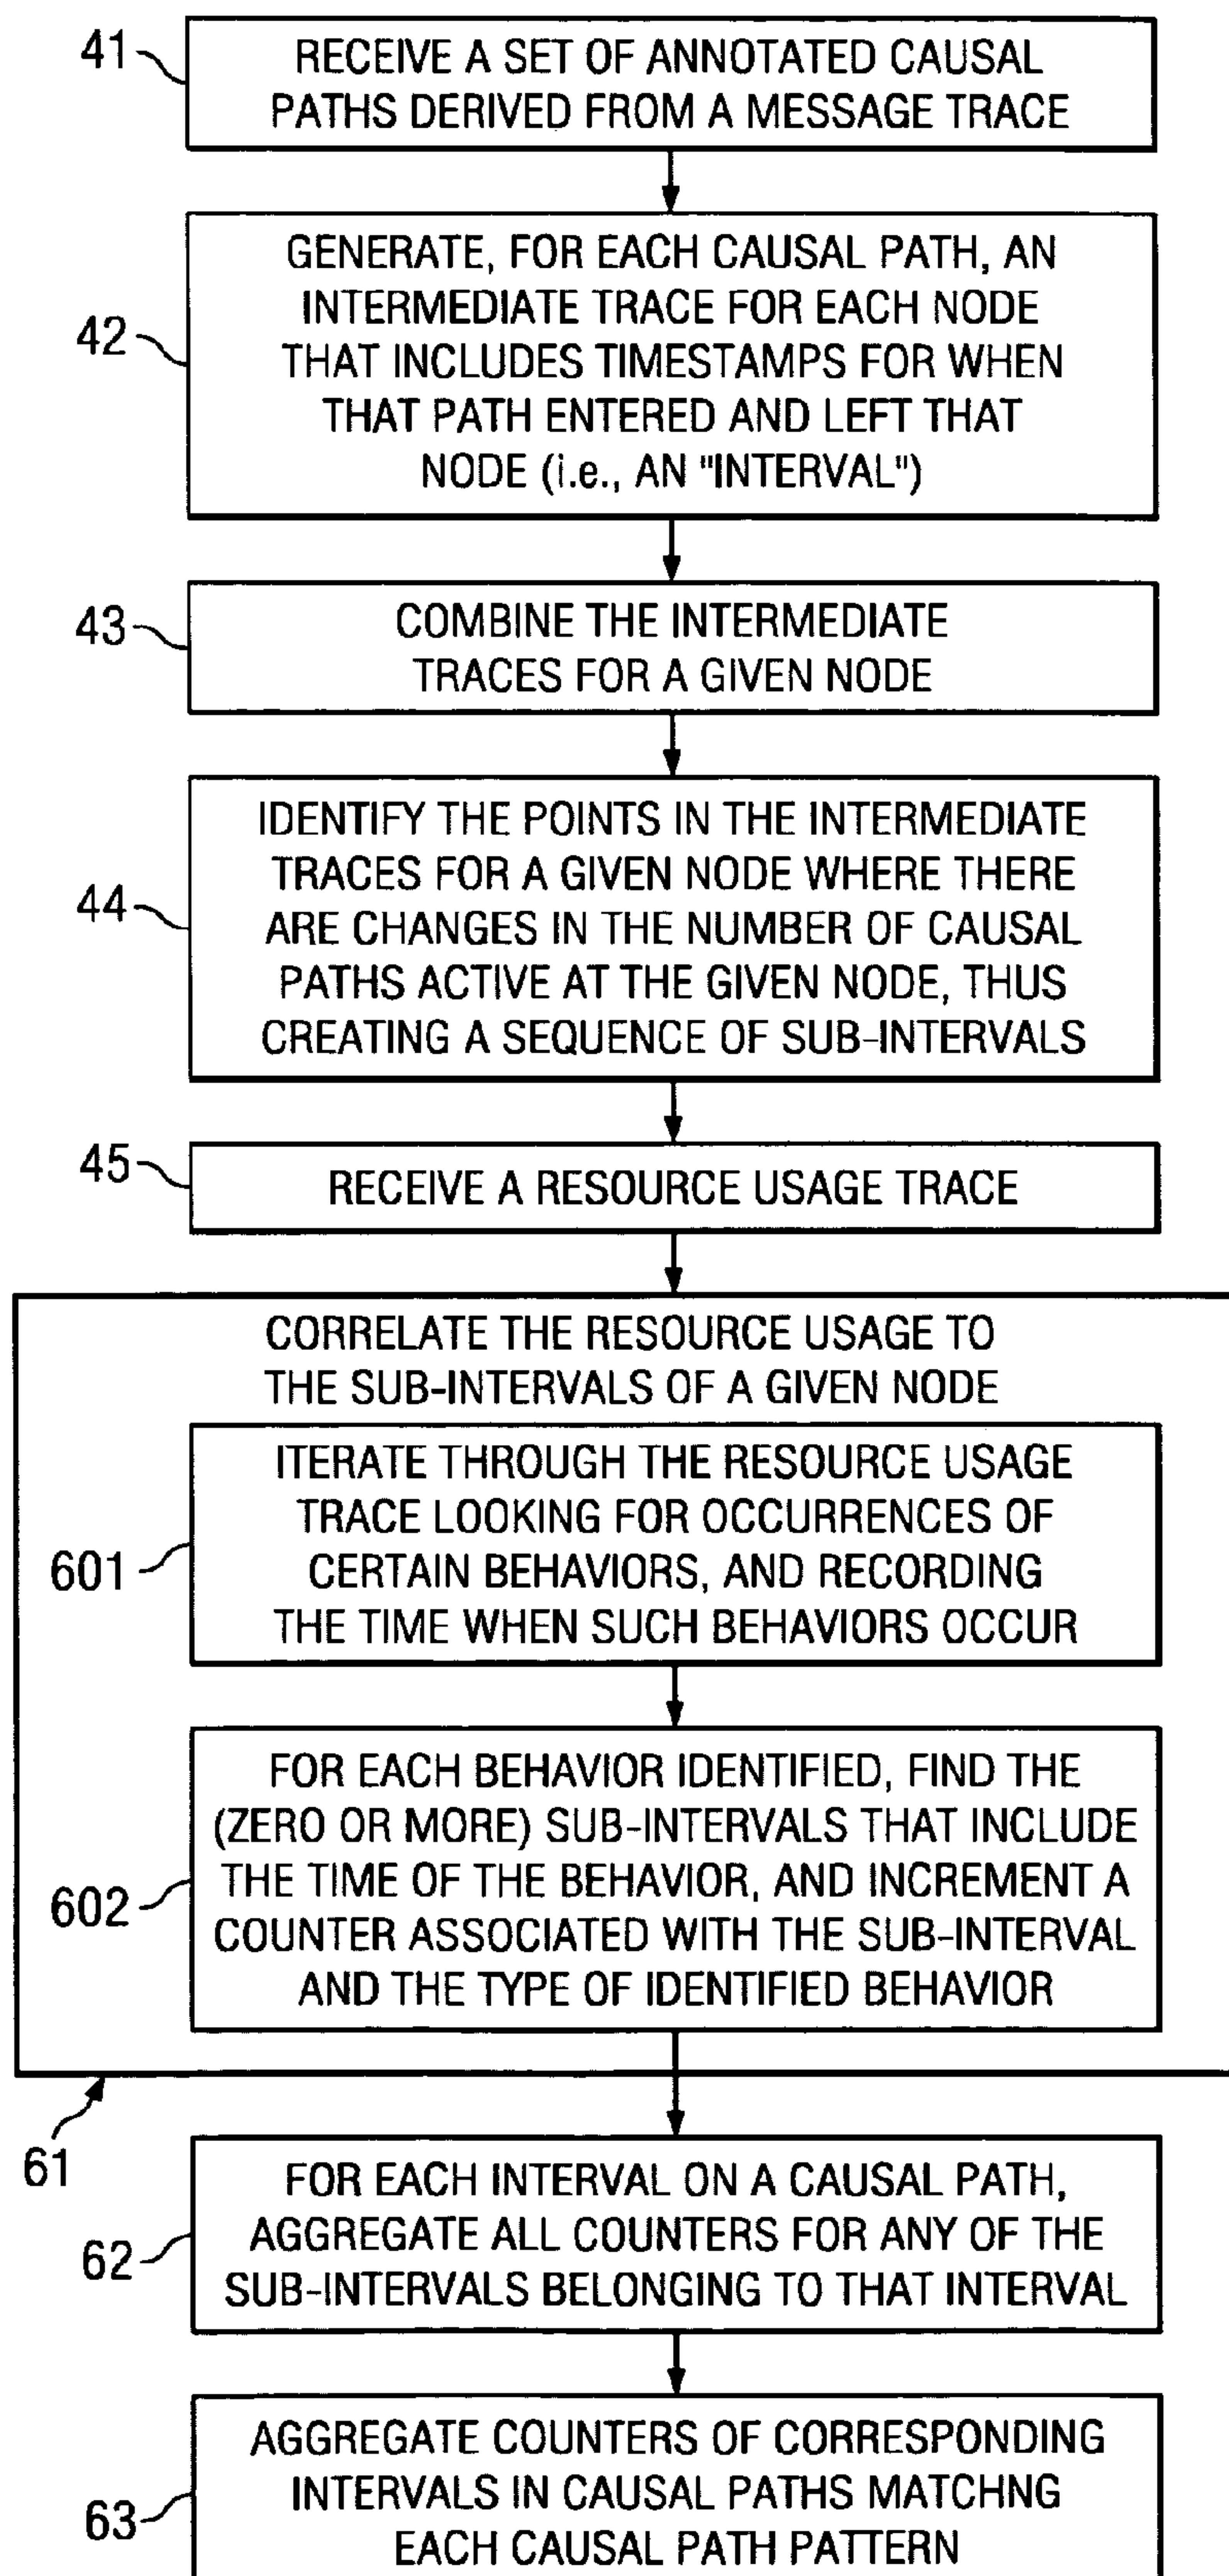 41
RECEIVE A SET OF ANNOTATED CAUSAL
PATHS DERIVED FROM A MESSAGE TRACE
42
GENERATE, FOR EACH CAUSAL PATH, AN
INTERMEDIATE TRACE FOR EACH NODE
THAT INCLUDES TIMESTAMPS FOR WHEN
THAT PATH ENTERED AND LEFT THAT
NODE (i.e., AN "INTERVAL")
43
COMBINE THE INTERMEDIATE
TRACES FOR A GIVEN NODE
44
IDENTIFY THE POINTS IN THE INTERMEDIATE
TRACES FOR A GIVEN NODE WHERE THERE
ARE CHANGES IN THE NUMBER OF CAUSAL
PATHS ACTIVE AT THE GIVEN NODE, THUS
CREATING A SEQUENCE OF SUB-INTERVALS
45
RECEIVE A RESOURCE USAGE TRACE
CORRELATE THE RESOURCE USAGE TO
THE SUB-INTERVALS OF A GIVEN NODE
601
ITERATE THROUGH THE RESOURCE USAGE
TRACE LOOKING FOR OCCURRENCES OF
CERTAIN BEHAVIORS, AND RECORDING
THE TIME WHEN SUCH BEHAVIORS OCCUR
602
FOR EACH BEHAVIOR IDENTIFIED, FIND THE
(ZERO OR MORE) SUB-INTERVALS THAT INCLUDE
THE TIME OF THE BEHAVIOR, AND INCREMENT A
COUNTER ASSOCIATED WITH THE SUB-INTERVAL
AND THE TYPE OF IDENTIFIED BEHAVIOR
61
62
FOR EACH INTERVAL ON A CAUSAL PATH,
AGGREGATE ALL COUNTERS FOR ANY OF THE
SUB-INTERVALS BELONGING TO THAT INTERVAL
63
AGGREGATE COUNTERS OF CORRESPONDING
INTERVALS IN CAUSAL PATHS MATCHNG
EACH CAUSAL PATH PATTERN